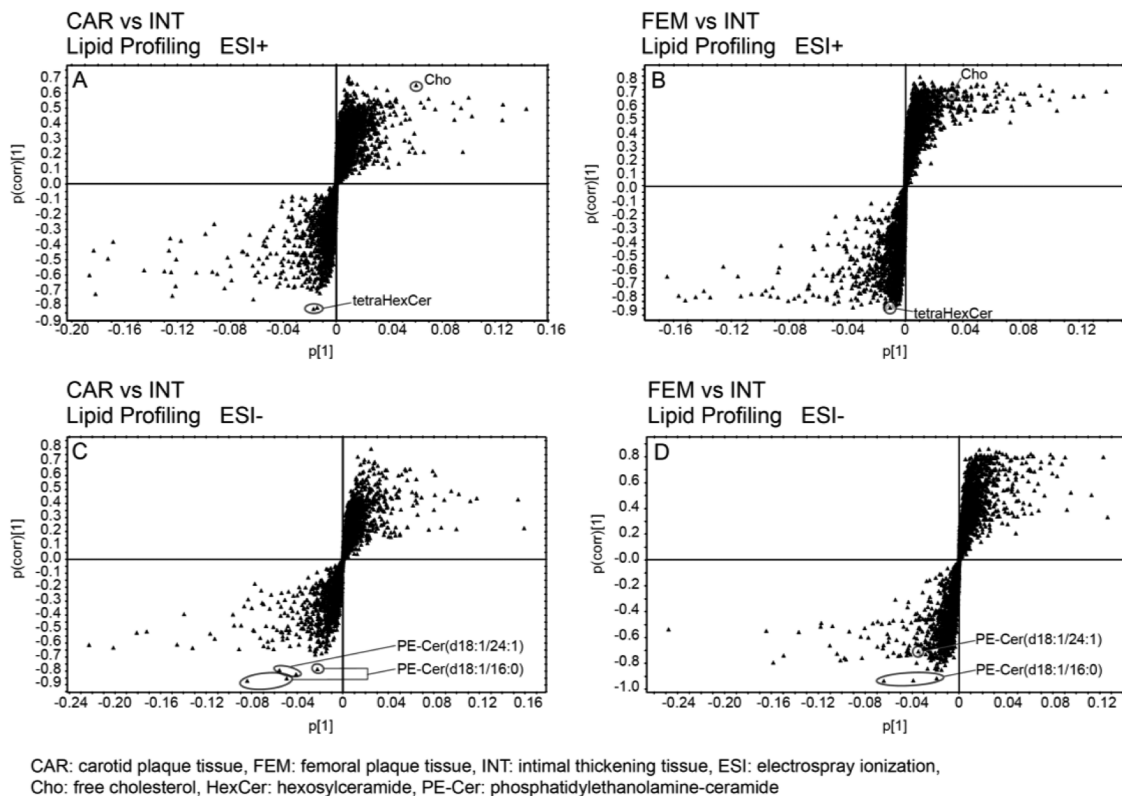 CAR vs INT
Lipid Profiling ESI+
A
Cho
tetraHexCer
p(corr)[1]
0.7
0.6
0.5
0.4
0.3
0.2
0.1
0.0
-0.1
-0.2
-0.3
-0.4
-0.5
-0.6
-0.7
-0.8
-0.9
-0.20 -0.16 -0.12 -0.08 -0.04 0 0.04 0.08 0.12 0.16
p[1]
FEM vs INT
Lipid Profiling ESI+
B
Cho
tetraHexCer
p(corr)[1]
0.8
0.7
0.6
0.5
0.4
0.3
0.2
0.1
0.0
-0.1
-0.2
-0.3
-0.4
-0.5
-0.6
-0.7
-0.8
-0.9
-0.16 -0.12 -0.08 -0.04 0 0.04 0.08 0.12
p[1]
CAR vs INT
Lipid Profiling ESI-
C
PE-Cer(d18:1/24:1)
PE-Cer(d18:1/16:0)
p(corr)[1]
0.8
0.7
0.6
0.5
0.4
0.3
0.2
0.1
0.0
-0.1
-0.2
-0.3
-0.4
-0.5
-0.6
-0.7
-0.8
-0.9
-0.24 -0.20 -0.16 -0.12 -0.08 -0.04 0 0.04 0.08 0.12 0.16
p[1]
FEM vs INT
Lipid Profiling ESI-
D
PE-Cer(d18:1/24:1)
PE-Cer(d18:1/16:0)
p(corr)[1]
0.8
0.6
0.4
0.2
-0.0
-0.2
-0.4
-0.6
-0.8
-1.0
-0.24 -0.20 -0.16 -0.12 -0.08 -0.04 0 0.04 0.08 0.12
p[1]
CAR: carotid plaque tissue, FEM: femoral plaque tissue, INT: intimal thickening tissue, ESI: electrospray ionization,
Cho: free cholesterol, HexCer: hexosylceramide, PE-Cer: phosphatidylethanolamine-ceramide